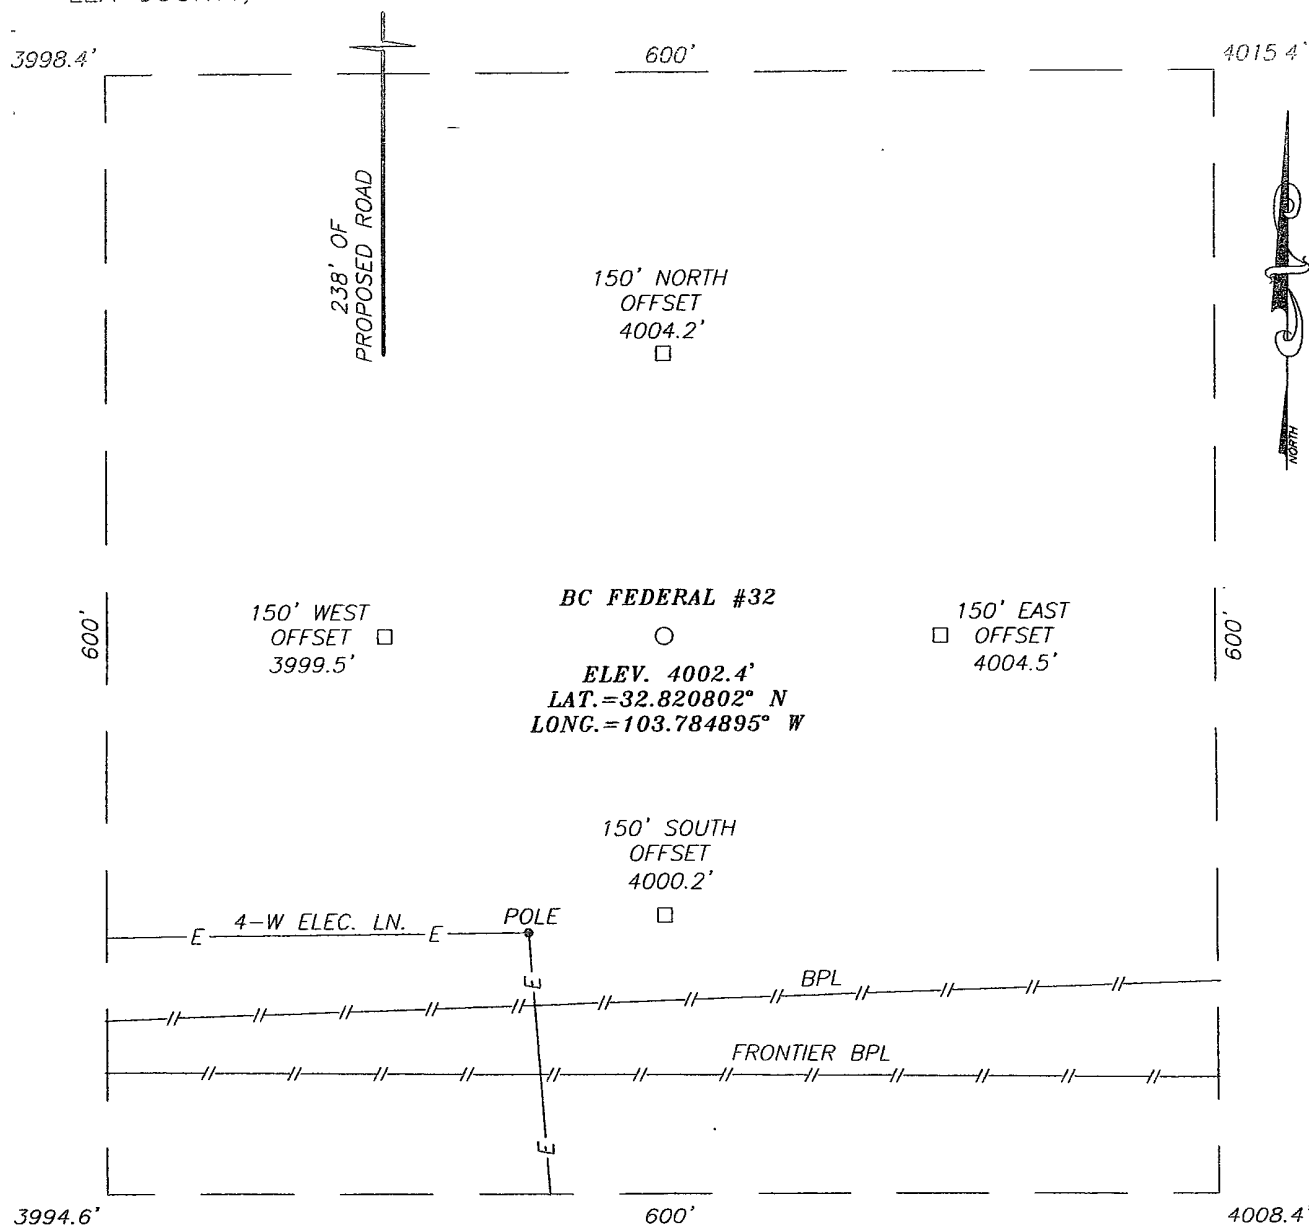 3998.4'
600'
4015.4'
238' OF
PROPOSED ROAD
150' NORTH
OFFSET
4004.2'
NORTH
600'
150' WEST
OFFSET
3999.5'
BC FEDERAL #32
ELEV. 4002.4'
LAT.=32.820802° N
LONG.=103.784895° W
150' EAST
OFFSET
4004.5'
600'
150' SOUTH
OFFSET
4000.2'
E 4-W ELEC. LN. E
POLE
E
BPL
FRONTIER BPL
E
3994.6'
600'
4008.4'